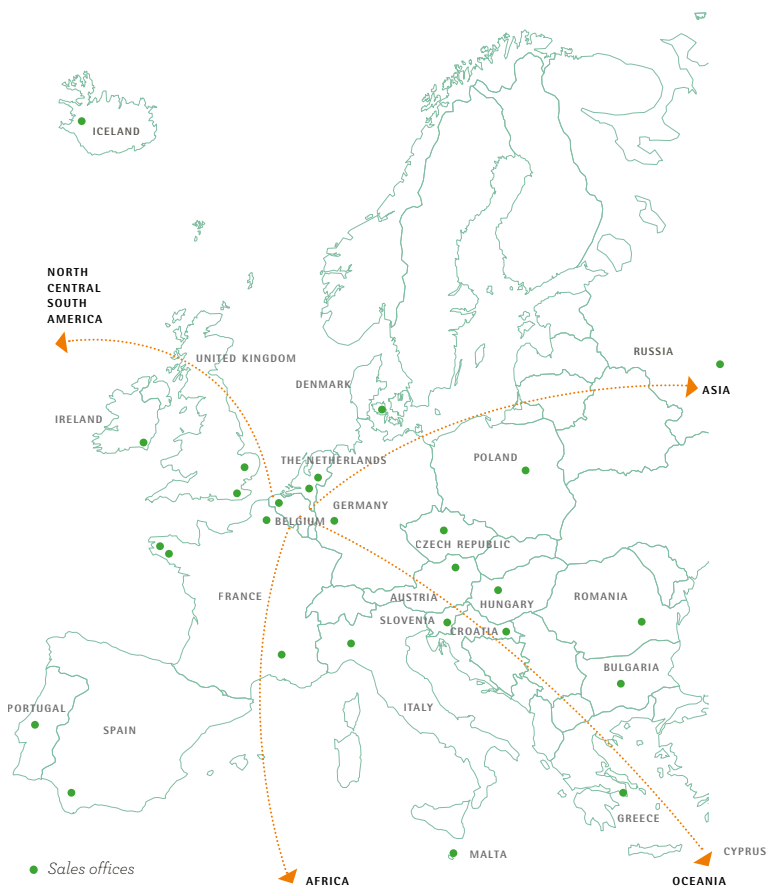 ICELAND
NORTH
CENTRAL
SOUTH
AMERICA
UNITED KINGDOM
RUSSIA
DENMARK
ASIA
IRELAND
THE NETHERLANDS
POLAND
GERMANY
BELGIUM
CZECH REPUBLIC
FRANCE
AUSTRIA
HUNGARY
ROMANIA
SLOVENIA
CROATIA
BULGARIA
PORTUGAL
ITALY
SPAIN
GREECE
MALTA
CYPRUS
Sales offices
AFRICA
OCEANIA